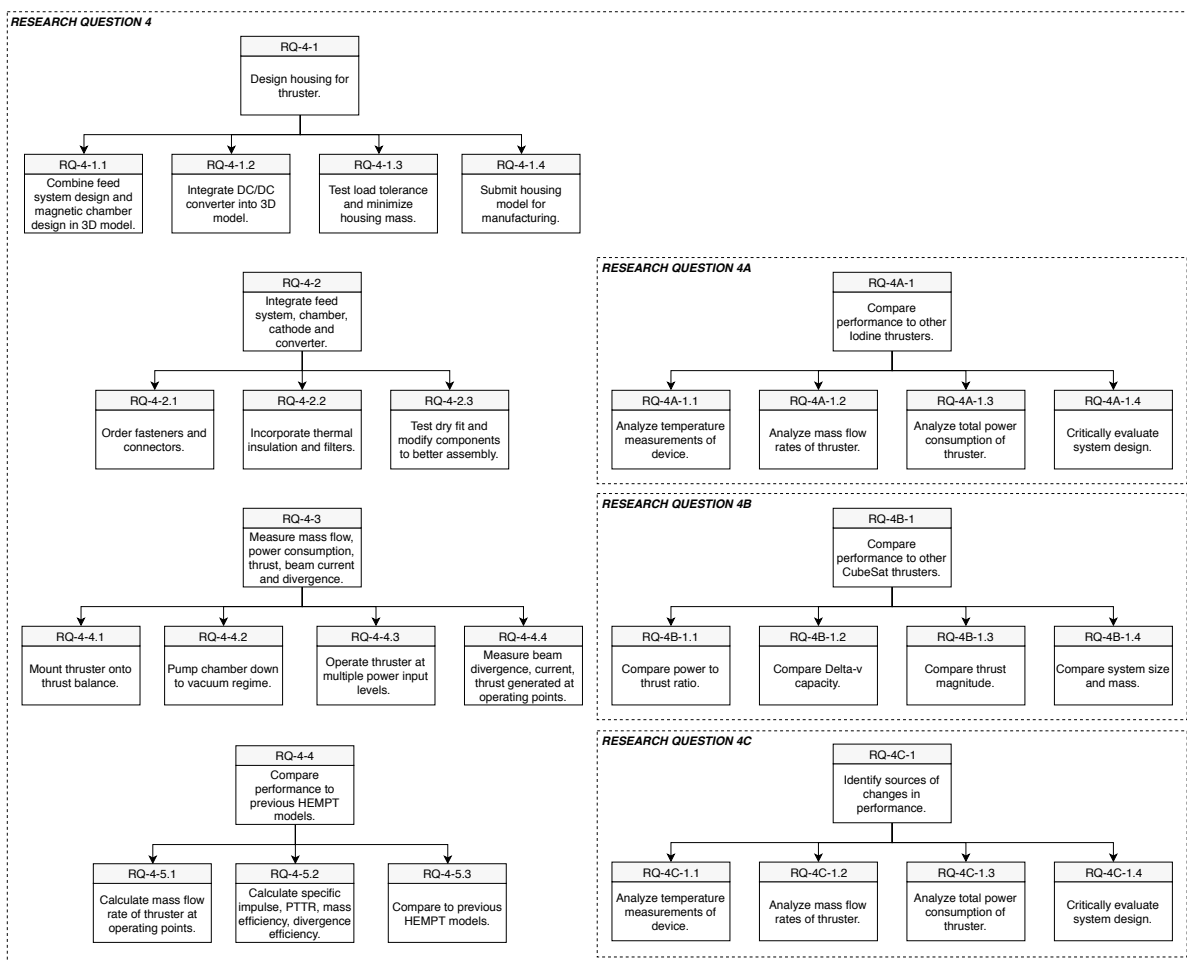 RESEARCH QUESTION 4
RQ-4-1
Design housing for
thruster.
RQ-4-1.1
Combine feed
system design and
magnetic chamber
design in 3D model.
RQ-4-1.2
Integrate DC/DC
converter into 3D
model.
RQ-4-1.3
Test load tolerance
and minimize
housing mass.
RQ-4-1.4
Submit housing
model for
manufacturing.
RQ-4-2
Integrate feed
system, chamber,
cathode and
converter.
RQ-4-2.1
Order fasteners and
connectors.
RQ-4-2.2
Incorporate thermal
insulation and filters.
RQ-4-2.3
Test dry fit and
modify components
to better assembly.
RQ-4-3
Measure mass flow,
power consumption,
thrust, beam current
and divergence.
RQ-4-4.1
Mount thruster onto
thrust balance.
RQ-4-4.2
Pump chamber down
to vacuum regime.
RQ-4-4.3
Operate thruster at
multiple power input
levels.
RQ-4-4.4
Measure beam
divergence, current,
thrust generated at
operating points.
RQ-4-4
Compare
performance to
previous HEMPT
models.
RQ-4-5.1
Calculate mass flow
rate of thruster at
operating points.
RQ-4-5.2
Calculate specific
impulse, PTTR, mass
efficiency, divergence
efficiency.
RQ-4-5.3
Compare to previous
HEMPT models.
RESEARCH QUESTION 4A
RQ-4A-1
Compare
performance to other
Iodine thrusters.
RQ-4A-1.1
Analyze temperature
measurements of
device.
RQ-4A-1.2
Analyze mass flow
rates of thruster.
RQ-4A-1.3
Analyze total power
consumption of
thruster.
RQ-4A-1.4
Critically evaluate
system design.
RESEARCH QUESTION 4B
RQ-4B-1
Compare
performance to other
CubeSat thrusters.
RQ-4B-1.1
Compare power to
thrust ratio.
RQ-4B-1.2
Compare Delta-v
capacity.
RQ-4B-1.3
Compare thrust
magnitude.
RQ-4B-1.4
Compare system size
and mass.
RESEARCH QUESTION 4C
RQ-4C-1
Identify sources of
changes in
performance.
RQ-4C-1.1
Analyze temperature
measurements of
device.
RQ-4C-1.2
Analyze mass flow
rates of thruster.
RQ-4C-1.3
Analyze total power
consumption of
thruster.
RQ-4C-1.4
Critically evaluate
system design.